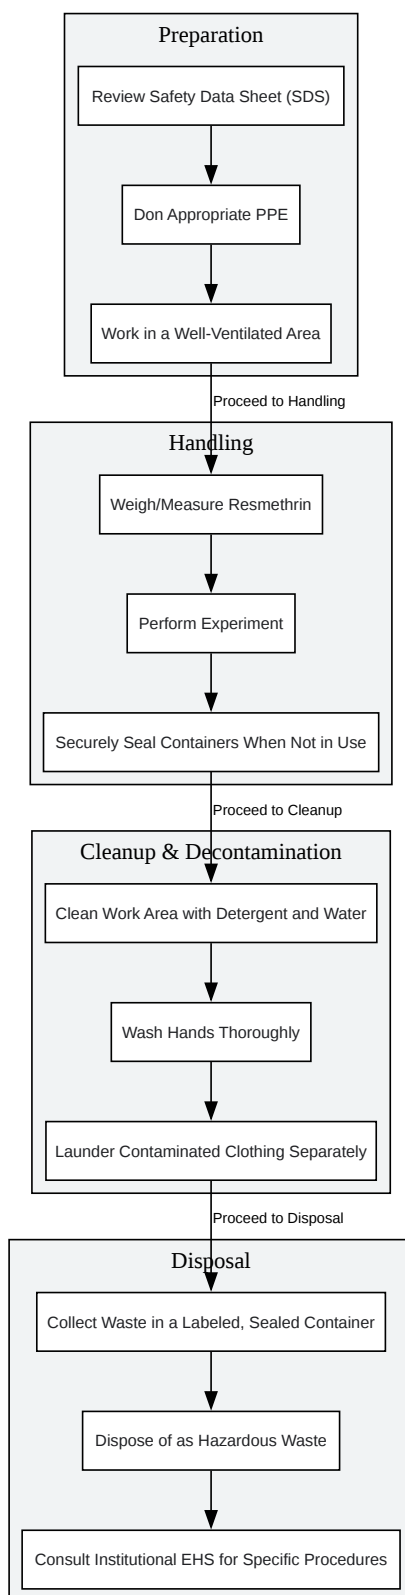 Preparation
Review Safety Data Sheet (SDS)
Don Appropriate PPE
Work in a Well-Ventilated Area
Proceed to Handling
Handling
Weigh/Measure Resmethrin
Perform Experiment
Securely Seal Containers When Not in Use
Proceed to Cleanup
Cleanup & Decontamination
Clean Work Area with Detergent and Water
Wash Hands Thoroughly
Launder Contaminated Clothing Separately
Proceed to Disposal
Disposal
Collect Waste in a Labeled, Sealed Container
Dispose of as Hazardous Waste
Consult Institutional EHS for Specific Procedures